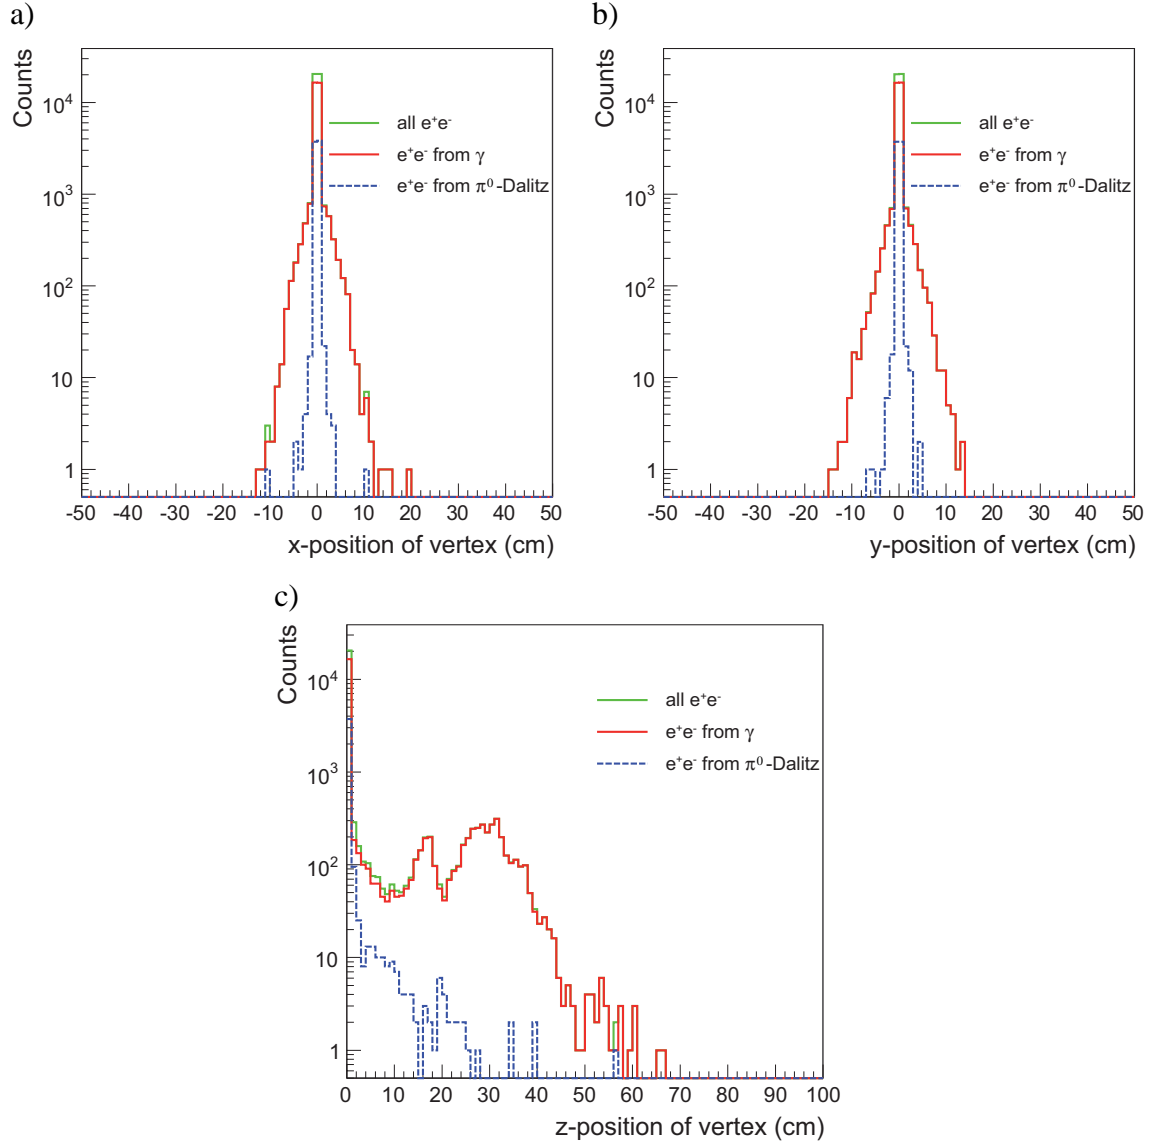 a)
Counts
10⁴
10³
10²
10
1
all e⁺e⁻
e⁺e⁻ from γ
e⁺e⁻ from π⁰-Dalitz
-50 -40 -30 -20 -10 0 10 20 30 40 50
x-position of vertex (cm)
b)
Counts
10⁴
10³
10²
10
1
all e⁺e⁻
e⁺e⁻ from γ
e⁺e⁻ from π⁰-Dalitz
-50 -40 -30 -20 -10 0 10 20 30 40 50
y-position of vertex (cm)
c)
Counts
10⁴
10³
10²
10
1
all e⁺e⁻
e⁺e⁻ from γ
e⁺e⁻ from π⁰-Dalitz
0 10 20 30 40 50 60 70 80 90 100
z-position of vertex (cm)